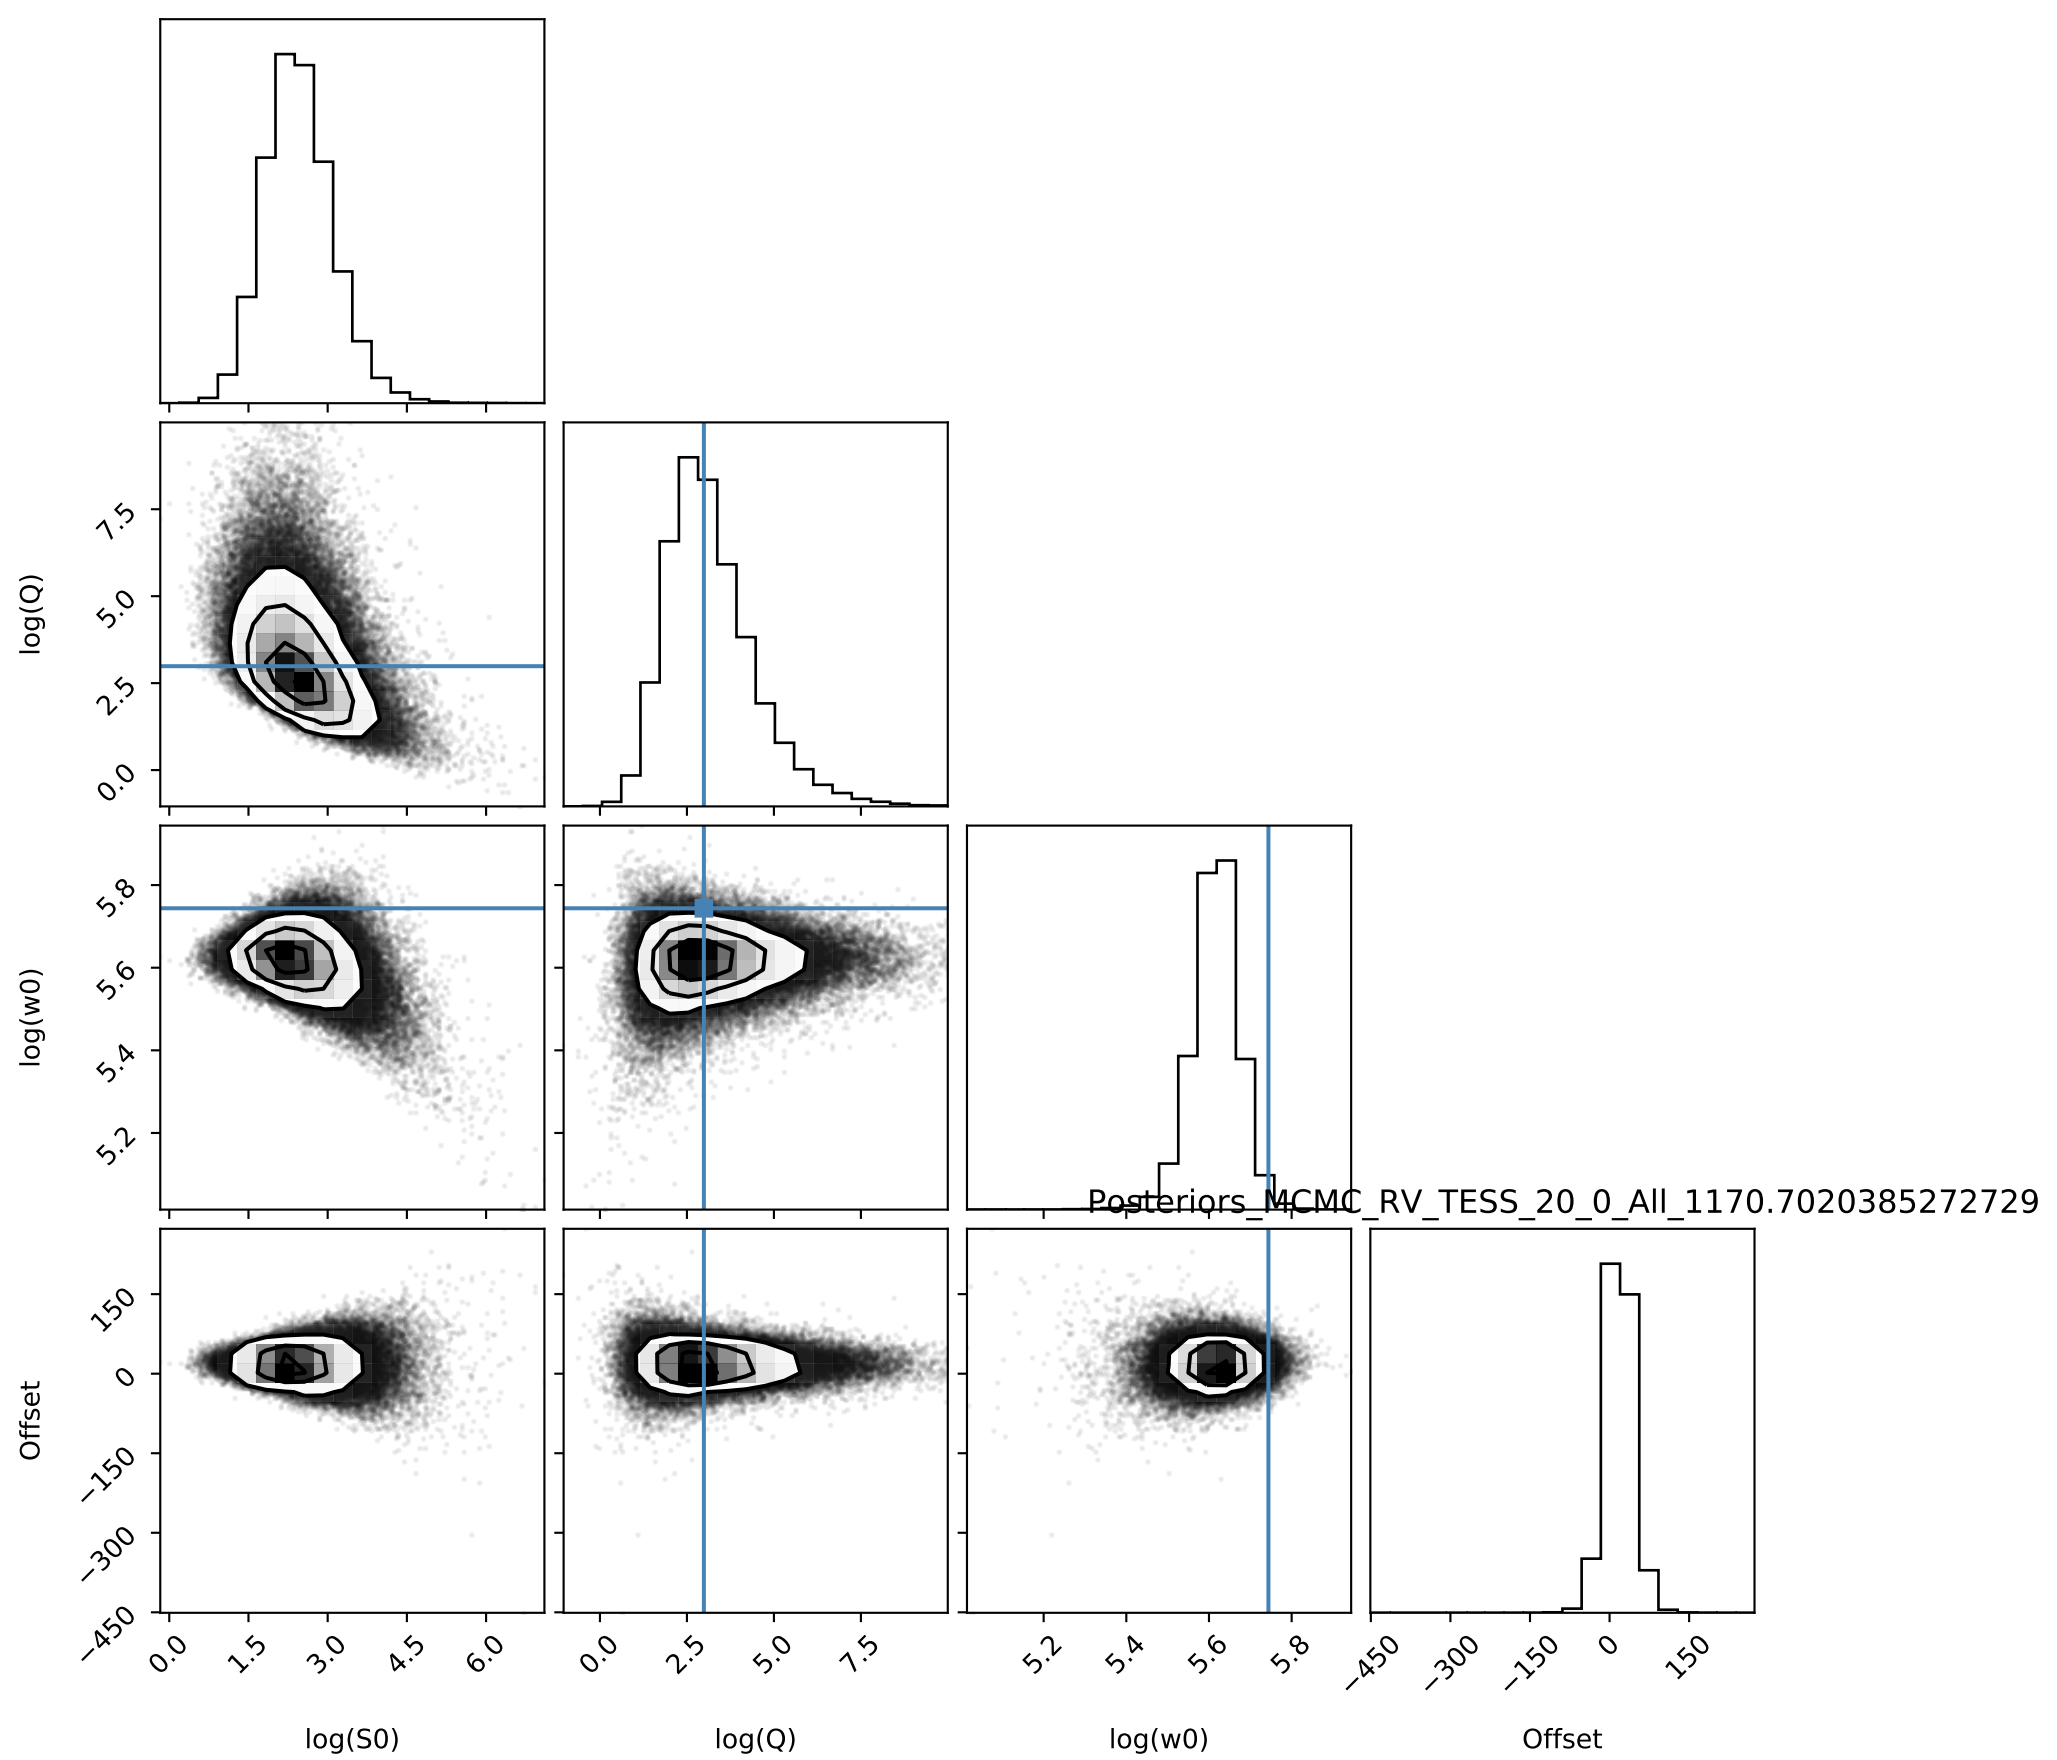 log(Q)
7.5
5.0
2.5
0.0
log(w0)
5.8
5.6
5.4
5.2
Posteriors_MCMC_RV_TESS_20_0_All_1170.7020385272729
Offset
150
0
−150
−300
−450
0.0 1.5 3.0 4.5 6.0
0.0 2.5 5.0 7.5
5.2 5.4 5.6 5.8
−450 −300 −150 0 150
log(S0) log(Q) log(w0) Offset